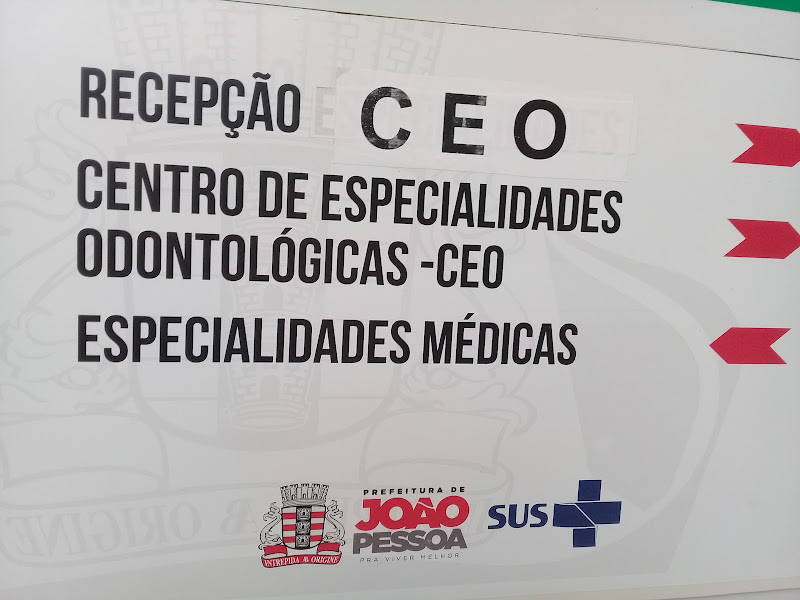 RECEPÇÃO CEO
CENTRO DE ESPECIALIDADES
ODONTOLÓGICAS -CEO
ESPECIALIDADES MÉDICAS
PREFEITURA DE
JOÃO
PESSOA
PRA VIVER MELHOR
SUS
INTREPIDA AB ORIGINE